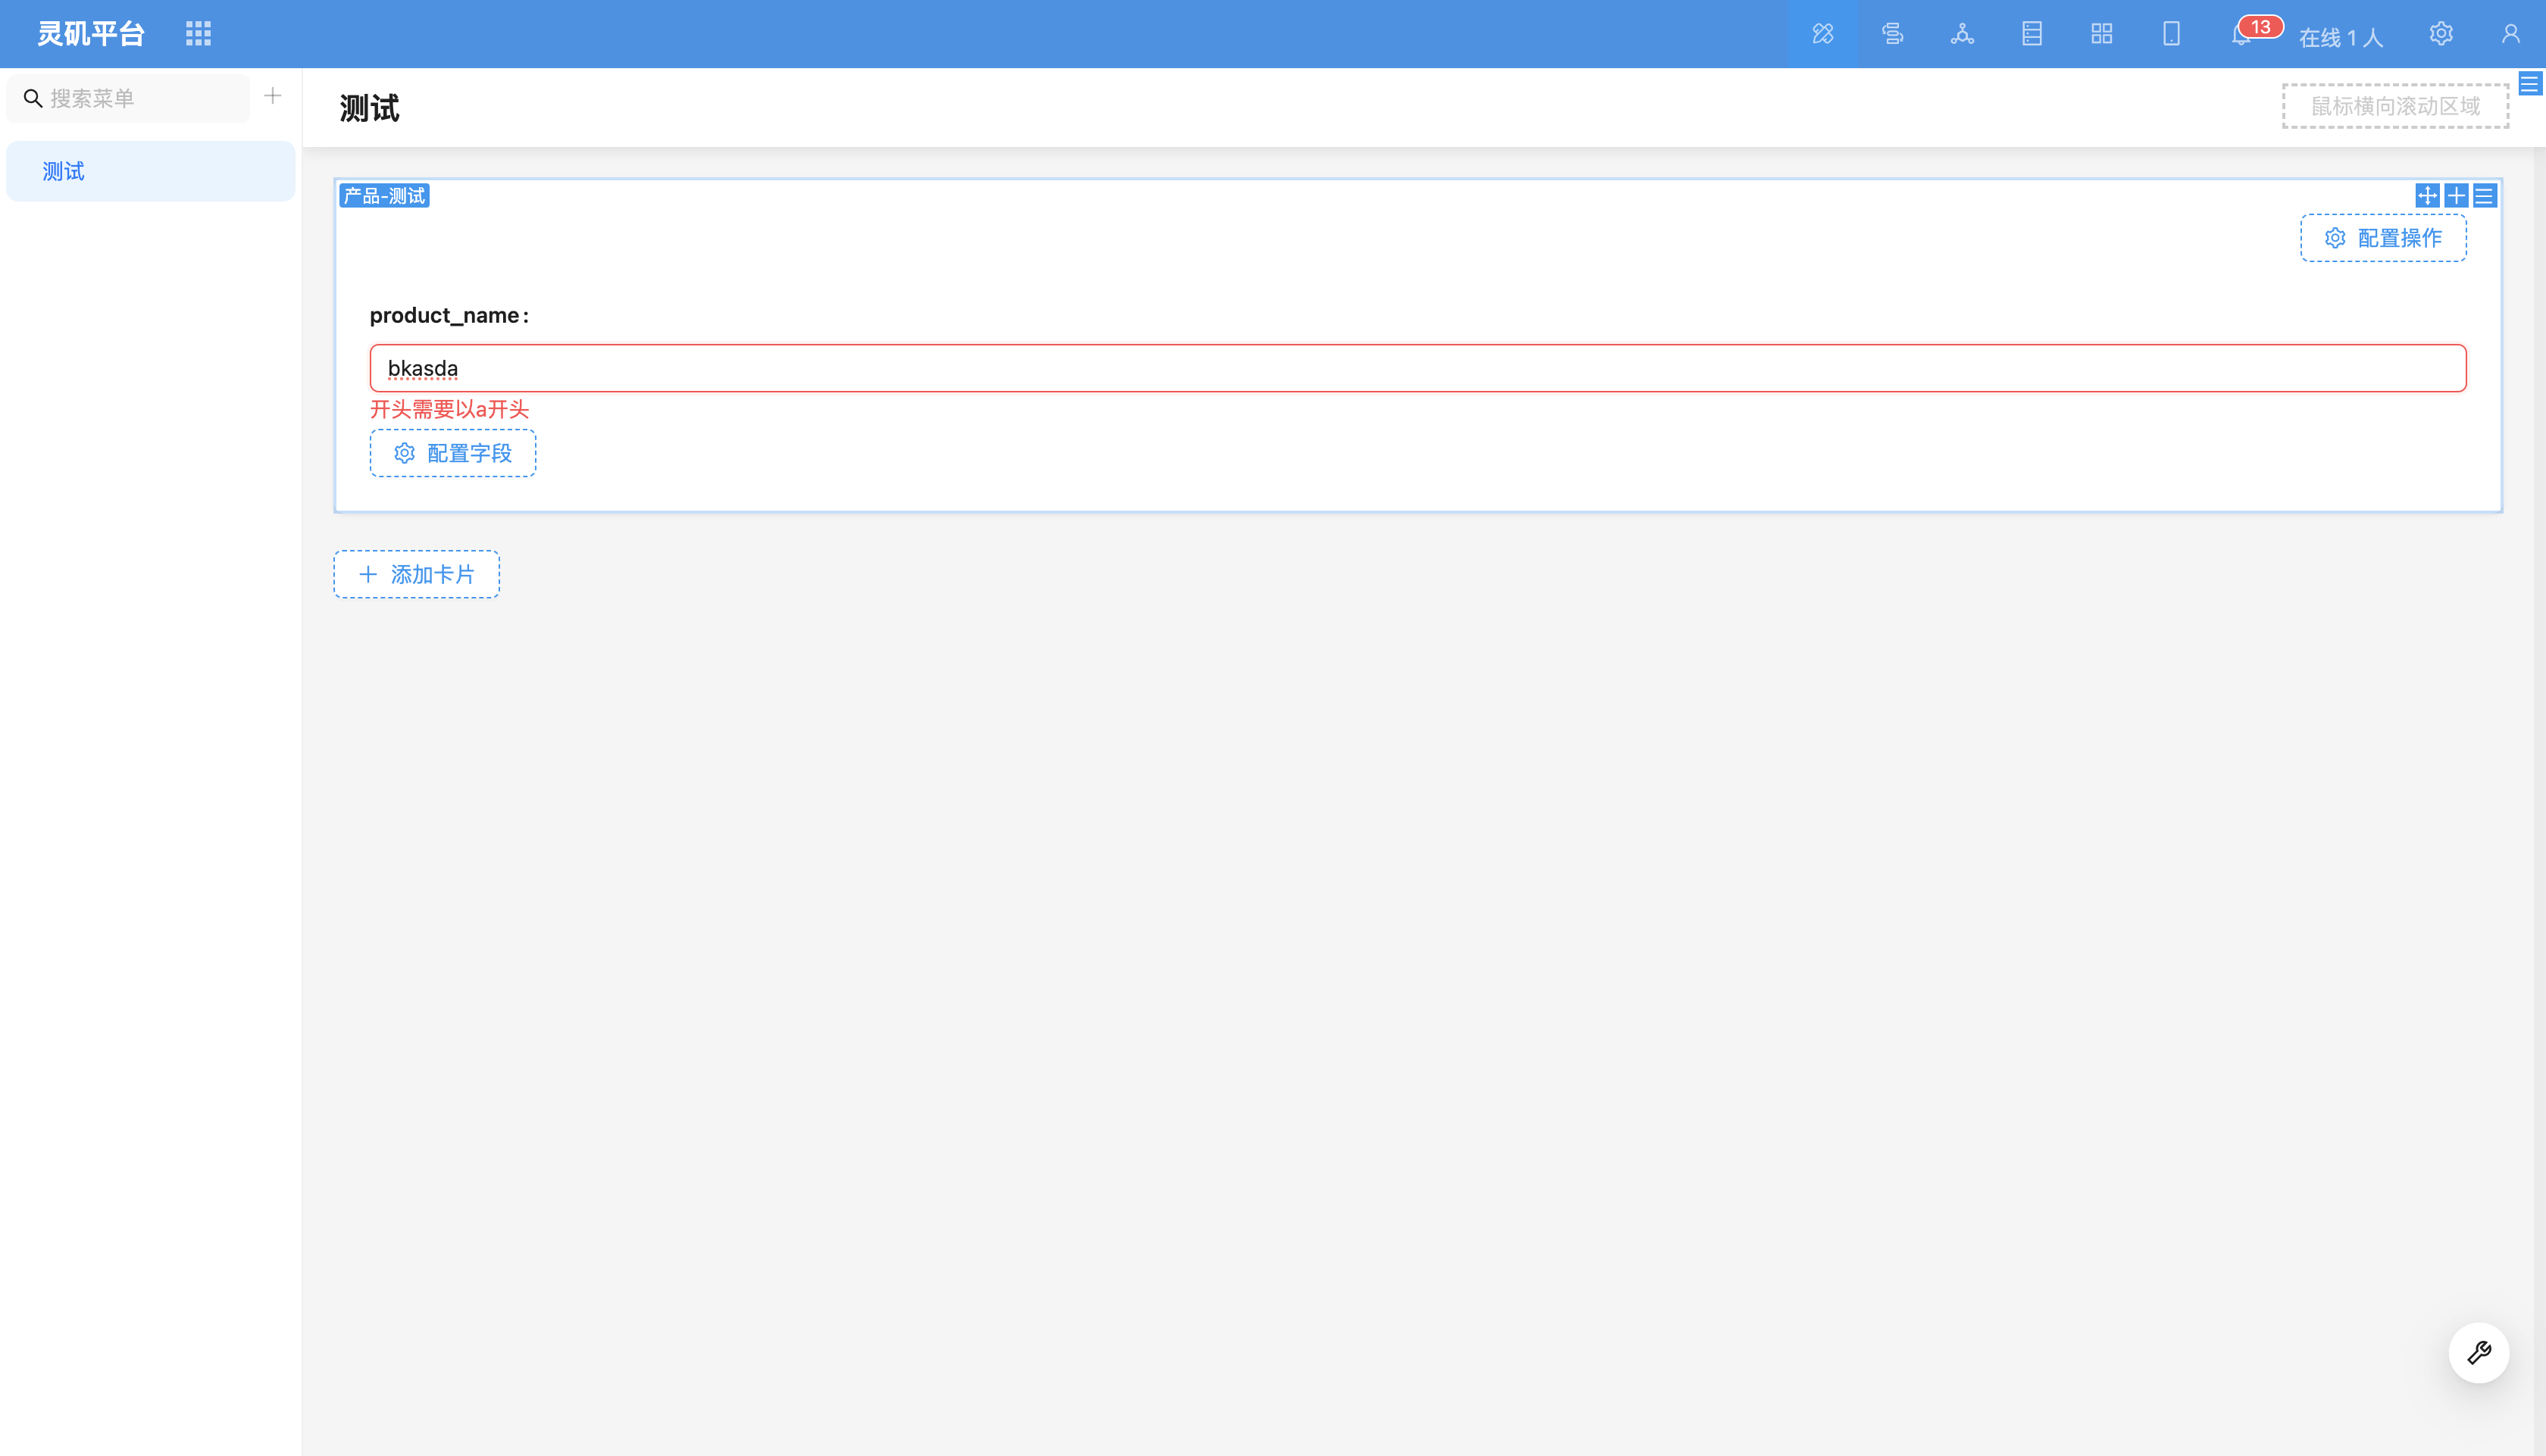 灵矶平台
13
在线 1 人
搜索菜单
测试
测试
鼠标横向滚动区域
产品-测试
配置操作
product_name:
bkasda
开头需要以a开头
配置字段
添加卡片